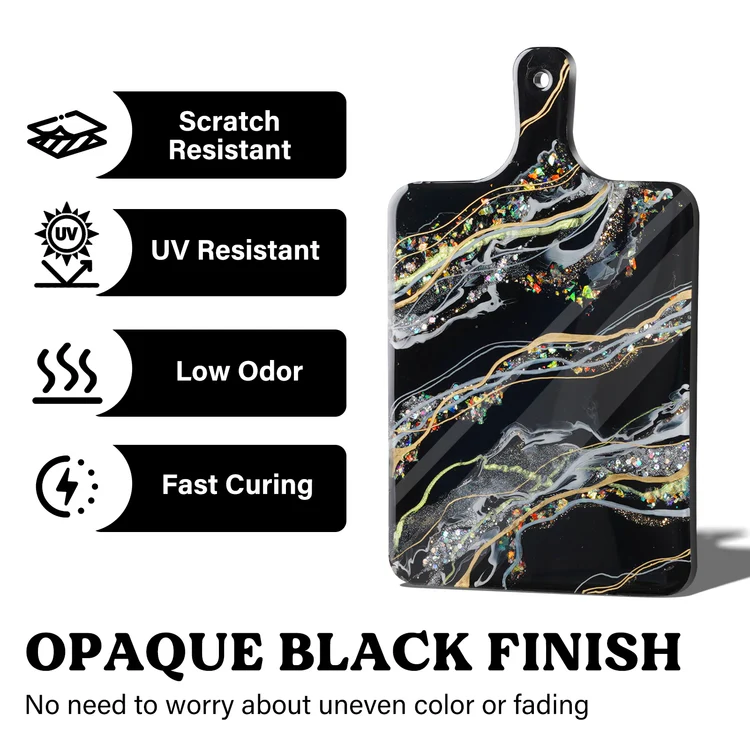 Scratch
Resistant
UV
UV Resistant
Low Odor
Fast Curing
OPAQUE BLACK FINISH
No need to worry about uneven color or fading